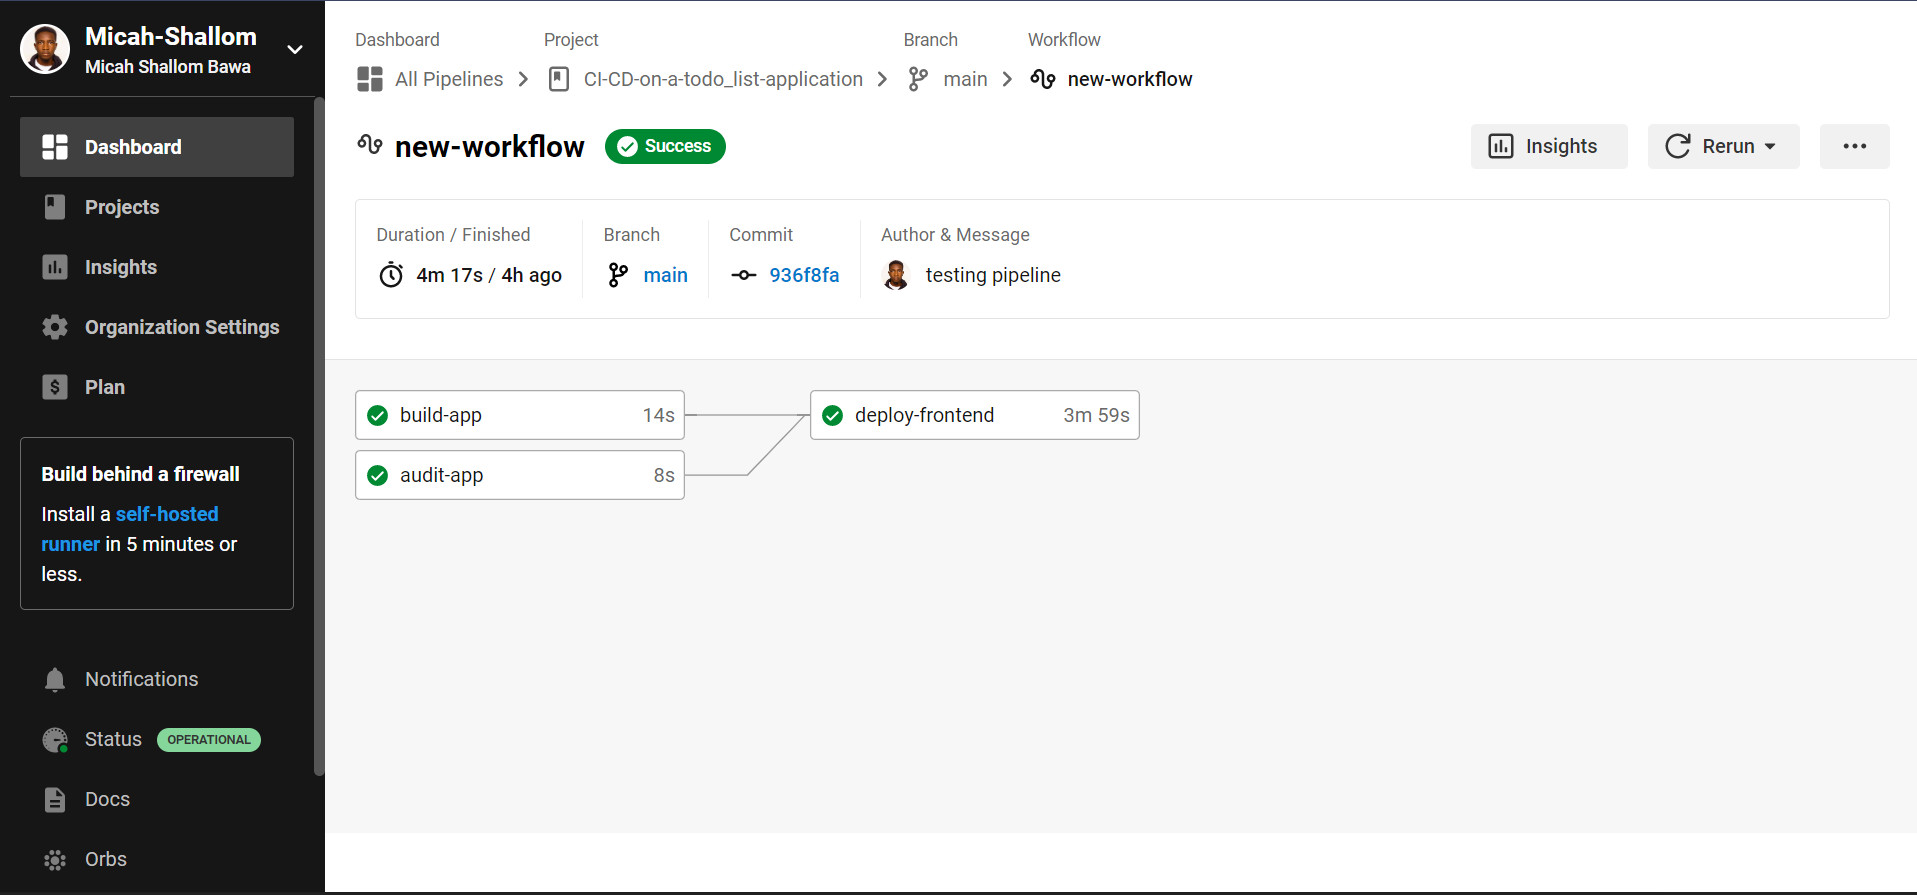 Micah-Shallom
Micah Shallom Bawa
Dashboard
Projects
Insights
Organization Settings
Plan
Build behind a firewall
Install a self-hosted
runner in 5 minutes or
less.
Notifications
Status OPERATIONAL
Docs
Orbs
Dashboard Project Branch Workflow
All Pipelines CI-CD-on-a-todo_list-application main new-workflow
new-workflow Success Insights Rerun
Duration / Finished Branch Commit Author & Message
4m 17s / 4h ago main 936f8fa testing pipeline
build-app 14s deploy-frontend 3m 59s
audit-app 8s